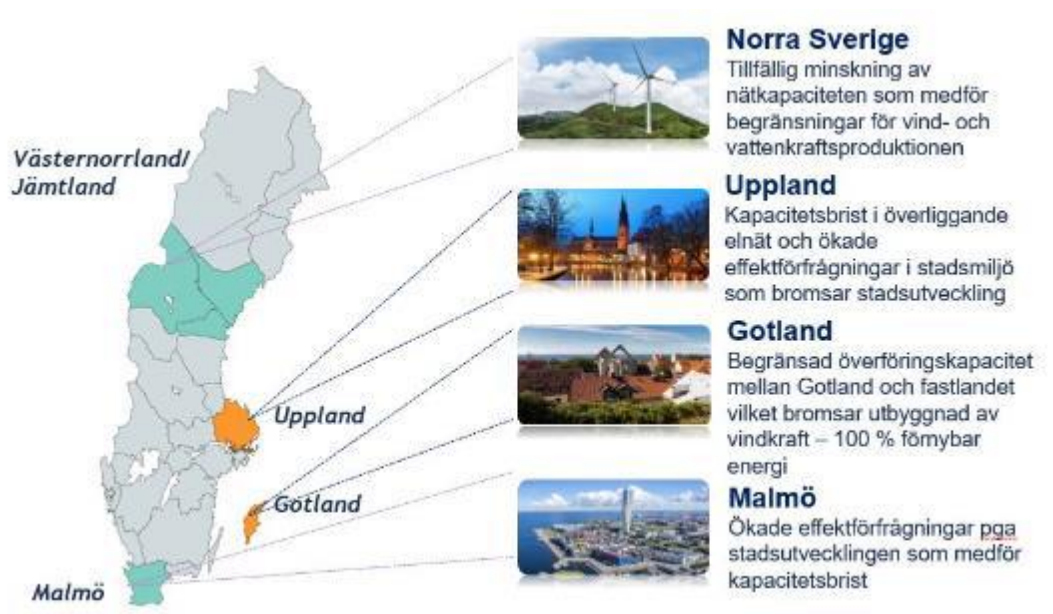 Västernorrland/
Jämtland
Uppland
Gotland
Malmö
Norra Sverige
Tillfällig minskning av
nätkapaciteten som medför
begränsningar för vind- och
vattenkraftsproduktionen
Uppland
Kapacitetsbrist i överliggande
elnät och ökade
effektförfrågningar i stadsmiljö
som bromsar stadsutveckling
Gotland
Begränsad överföringskapacitet
mellan Gotland och fastlandet
vilket bromsar utbyggnad av
vindkraft – 100 % förnybar
energi
Malmö
Ökade effektförfrågningar pga
stadsutvecklingen som medför
kapacitetsbrist